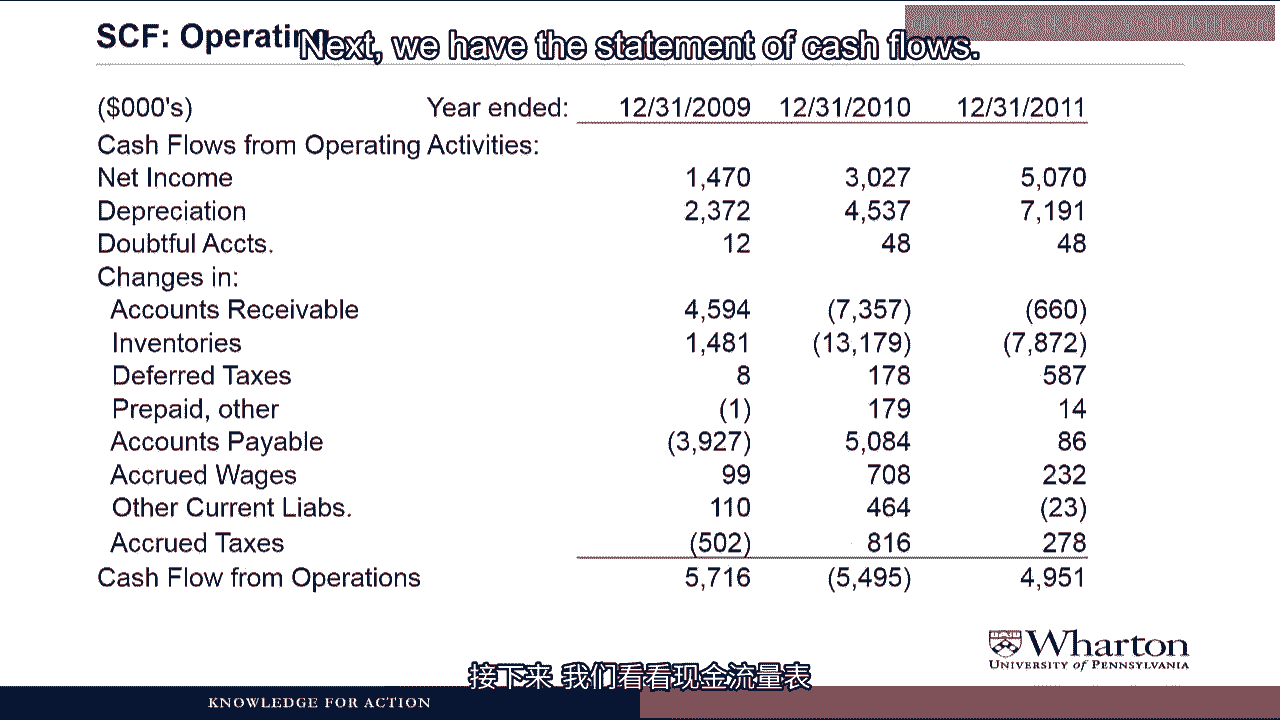 SCF: Operating
Next, we have the statement of cash flows.
($000's) Year ended: 12/31/2009 12/31/2010 12/31/2011
Cash Flows from Operating Activities:
Net Income 1,470 3,027 5,070
Depreciation 2,372 4,537 7,191
Doubtful Accts. 12 48 48
Changes in:
Accounts Receivable 4,594 (7,357) (660)
Inventories 1,481 (13,179) (7,872)
Deferred Taxes 8 178 587
Prepaid, other (1) 179 14
Accounts Payable (3,927) 5,084 86
Accrued Wages 99 708 232
Other Current Liabs. 110 464 (23)
Accrued Taxes (502) 816 278
Cash Flow from Operations 5,716 (5,495) 4,951
Wharton
UNIVERSITY of PENNSYLVANIA
接下来 我们看看现金流量表
KNOWLEDGE FOR ACTION